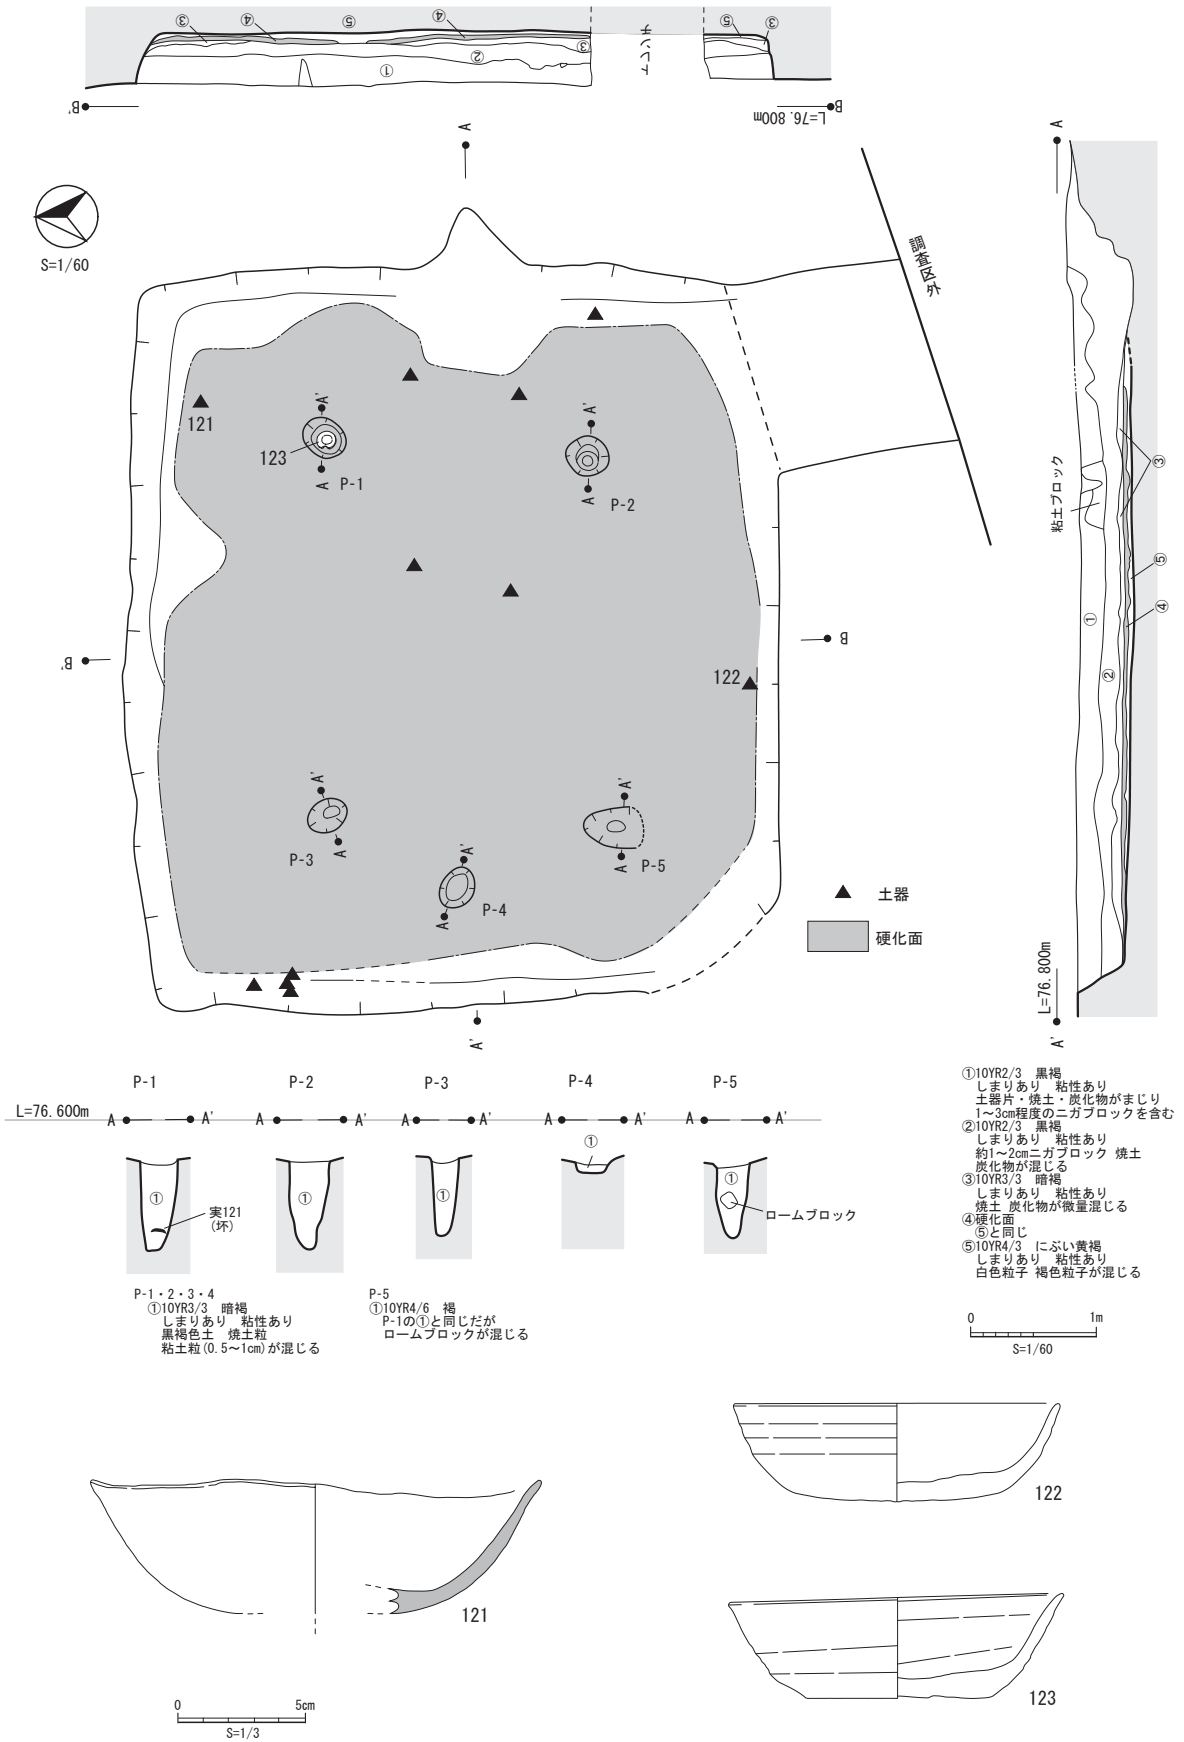 ③
④
⑤
④
③
②
①
⑤
③
トレンチ
B'
B
L=76.800m
A
S=1/60
調査区外
121
A'
123
A
P-1
A'
A
P-2
B'
B
122
A'
A
P-3
A'
A
P-4
A'
A
P-5
土器
硬化面
A'
A
粘土ブロック
③
⑤
④
①
②
L=76.800m
A'
P-1
P-2
P-3
P-4
P-5
L=76.600m
A
A'
A
A'
A
A'
A
A'
A
A'
①
①
①
①
①
実121
(坏)
ロームブロック
P-1・2・3・4
①10YR3/3 暗褐
しまりあり 粘性あり
黒褐色土 焼土粒
粘土粒(0.5～1cm)が混じる
P-5
①10YR4/6 褐
P-1の①と同じだが
ロームブロックが混じる
①10YR2/3 黒褐
しまりあり 粘性あり
土器片・焼土・炭化物がまじり
1～3cm程度のニガブロックを含む
②10YR2/3 黒褐
しまりあり 粘性あり
約1～2cmニガブロック 焼土
炭化物が混じる
③10YR3/3 暗褐
しまりあり 粘性あり
焼土 炭化物が微量混じる
④硬化面
⑤と同じ
⑤10YR4/3 にぶい黄褐
しまりあり 粘性あり
白色粒子 褐色粒子が混じる
0 1m
S=1/60
121
122
123
0 5cm
S=1/3